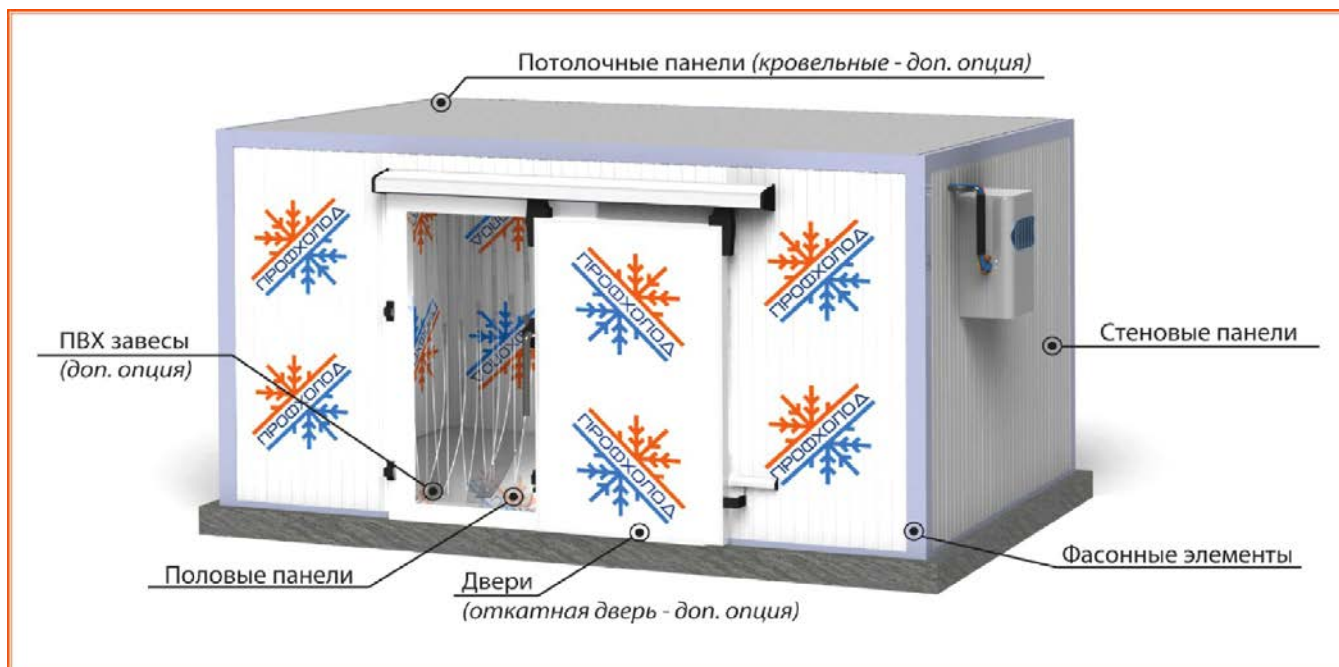 Потолочные панели (кровельные - доп. опция)
ПРОФХОЛОД
ПРОФХОЛОД
ПРОФХОЛОД
ПРОФХОЛОД
ПВХ завесы
(доп. опция)
Стеновые панели
ПРОФХОЛОД
ПРОФХОЛОД
ПРОФХОЛОД
Фасонные элементы
Половые панели
Двери
(откатная дверь - доп. опция)